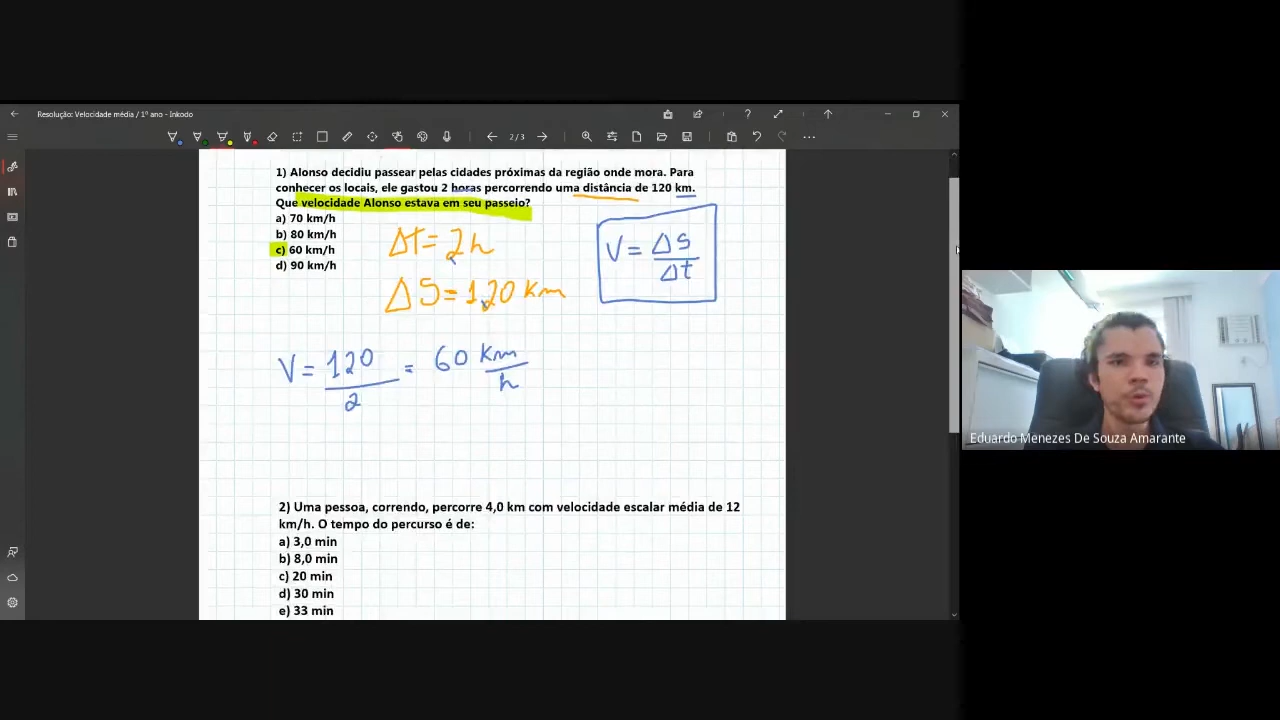 Resolução: Velocidade média / 1º ano - Inkodo
2/3
1) Alonso decidiu passear pelas cidades próximas da região onde mora. Para
conhecer os locais, ele gastou 2 horas percorrendo uma distância de 120 km.
Que velocidade Alonso estava em seu passeio?
a) 70 km/h
b) 80 km/h
c) 60 km/h
d) 90 km/h
Δt = 2 h
ΔS = 120 km
V = ΔS / Δt
V = 120 / 2 = 60 km / h
Eduardo Menezes De Souza Amarante
2) Uma pessoa, correndo, percorre 4,0 km com velocidade escalar média de 12
km/h. O tempo do percurso é de:
a) 3,0 min
b) 8,0 min
c) 20 min
d) 30 min
e) 33 min